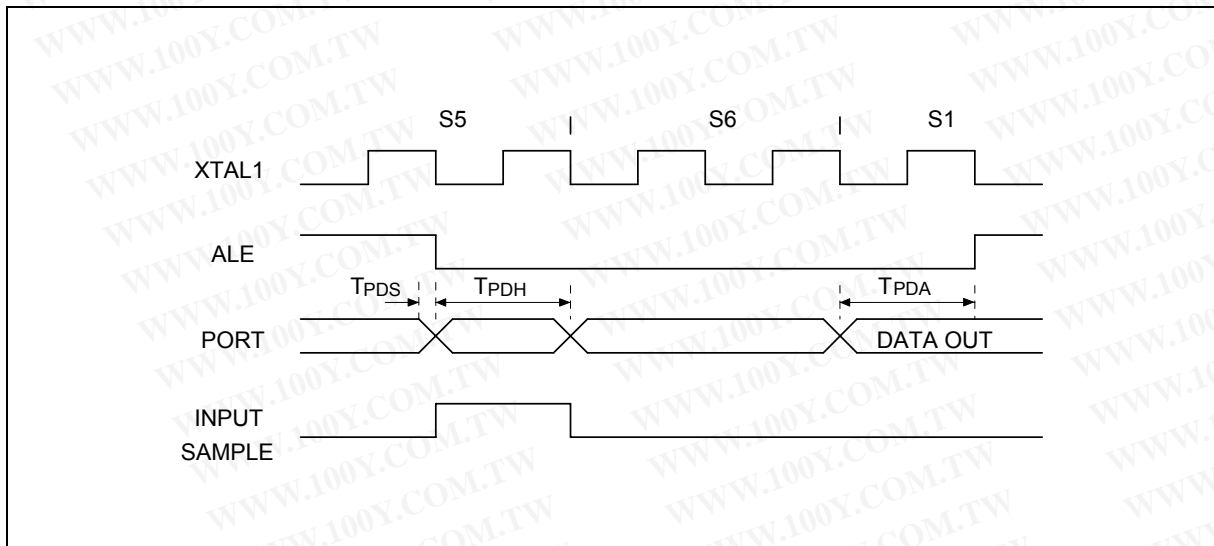 S5 S6 S1
XTAL1
ALE
TPDS TPDH TPDA
PORT DATA OUT
INPUT
SAMPLE
WWW.100Y.COM.TW